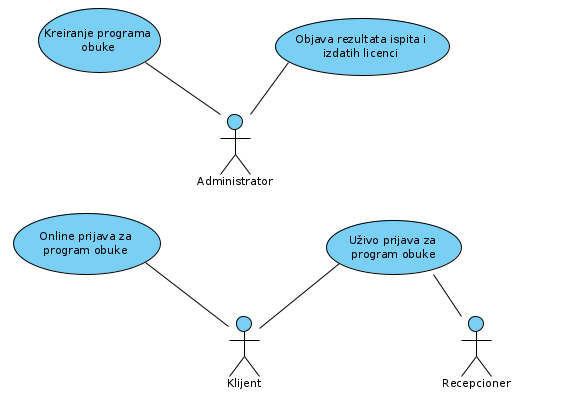 Kreiranje programa
obuke
Objava rezultata ispita i
izdatih licenci
Administrator
Online prijava za
program obuke
Uživo prijava za
program obuke
Klijent
Recepcioner